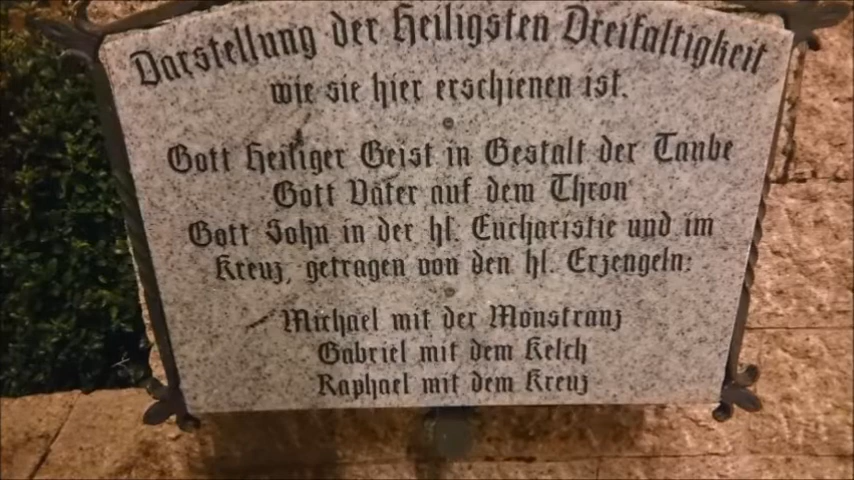 Darstellung der Heiligsten Dreifaltigkeit
wie sie hier erschienen ist.
Gott Heiliger Geist in Gestalt der Taube
Gott Vater auf dem Thron
Gott Sohn in der hl. Eucharistie und im
Kreuz, getragen von den hl. Erzengeln:
Michael mit der Monstranz
Gabriel mit dem Kelch
Raphael mit dem Kreuz